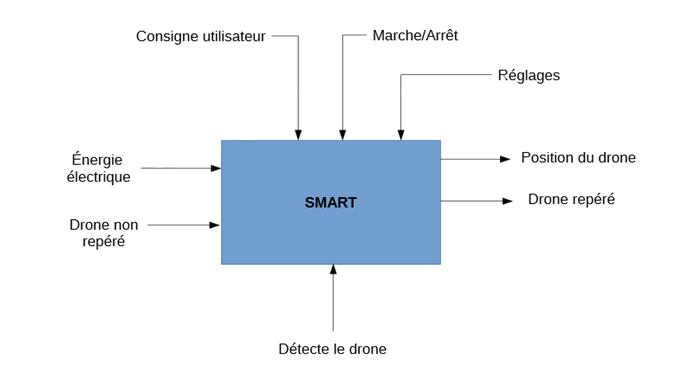 Consigne utilisateur
Marche/Arrêt
Réglages
Énergie
électrique
Position du drone
SMART
Drone repéré
Drone non
repéré
Détecte le drone